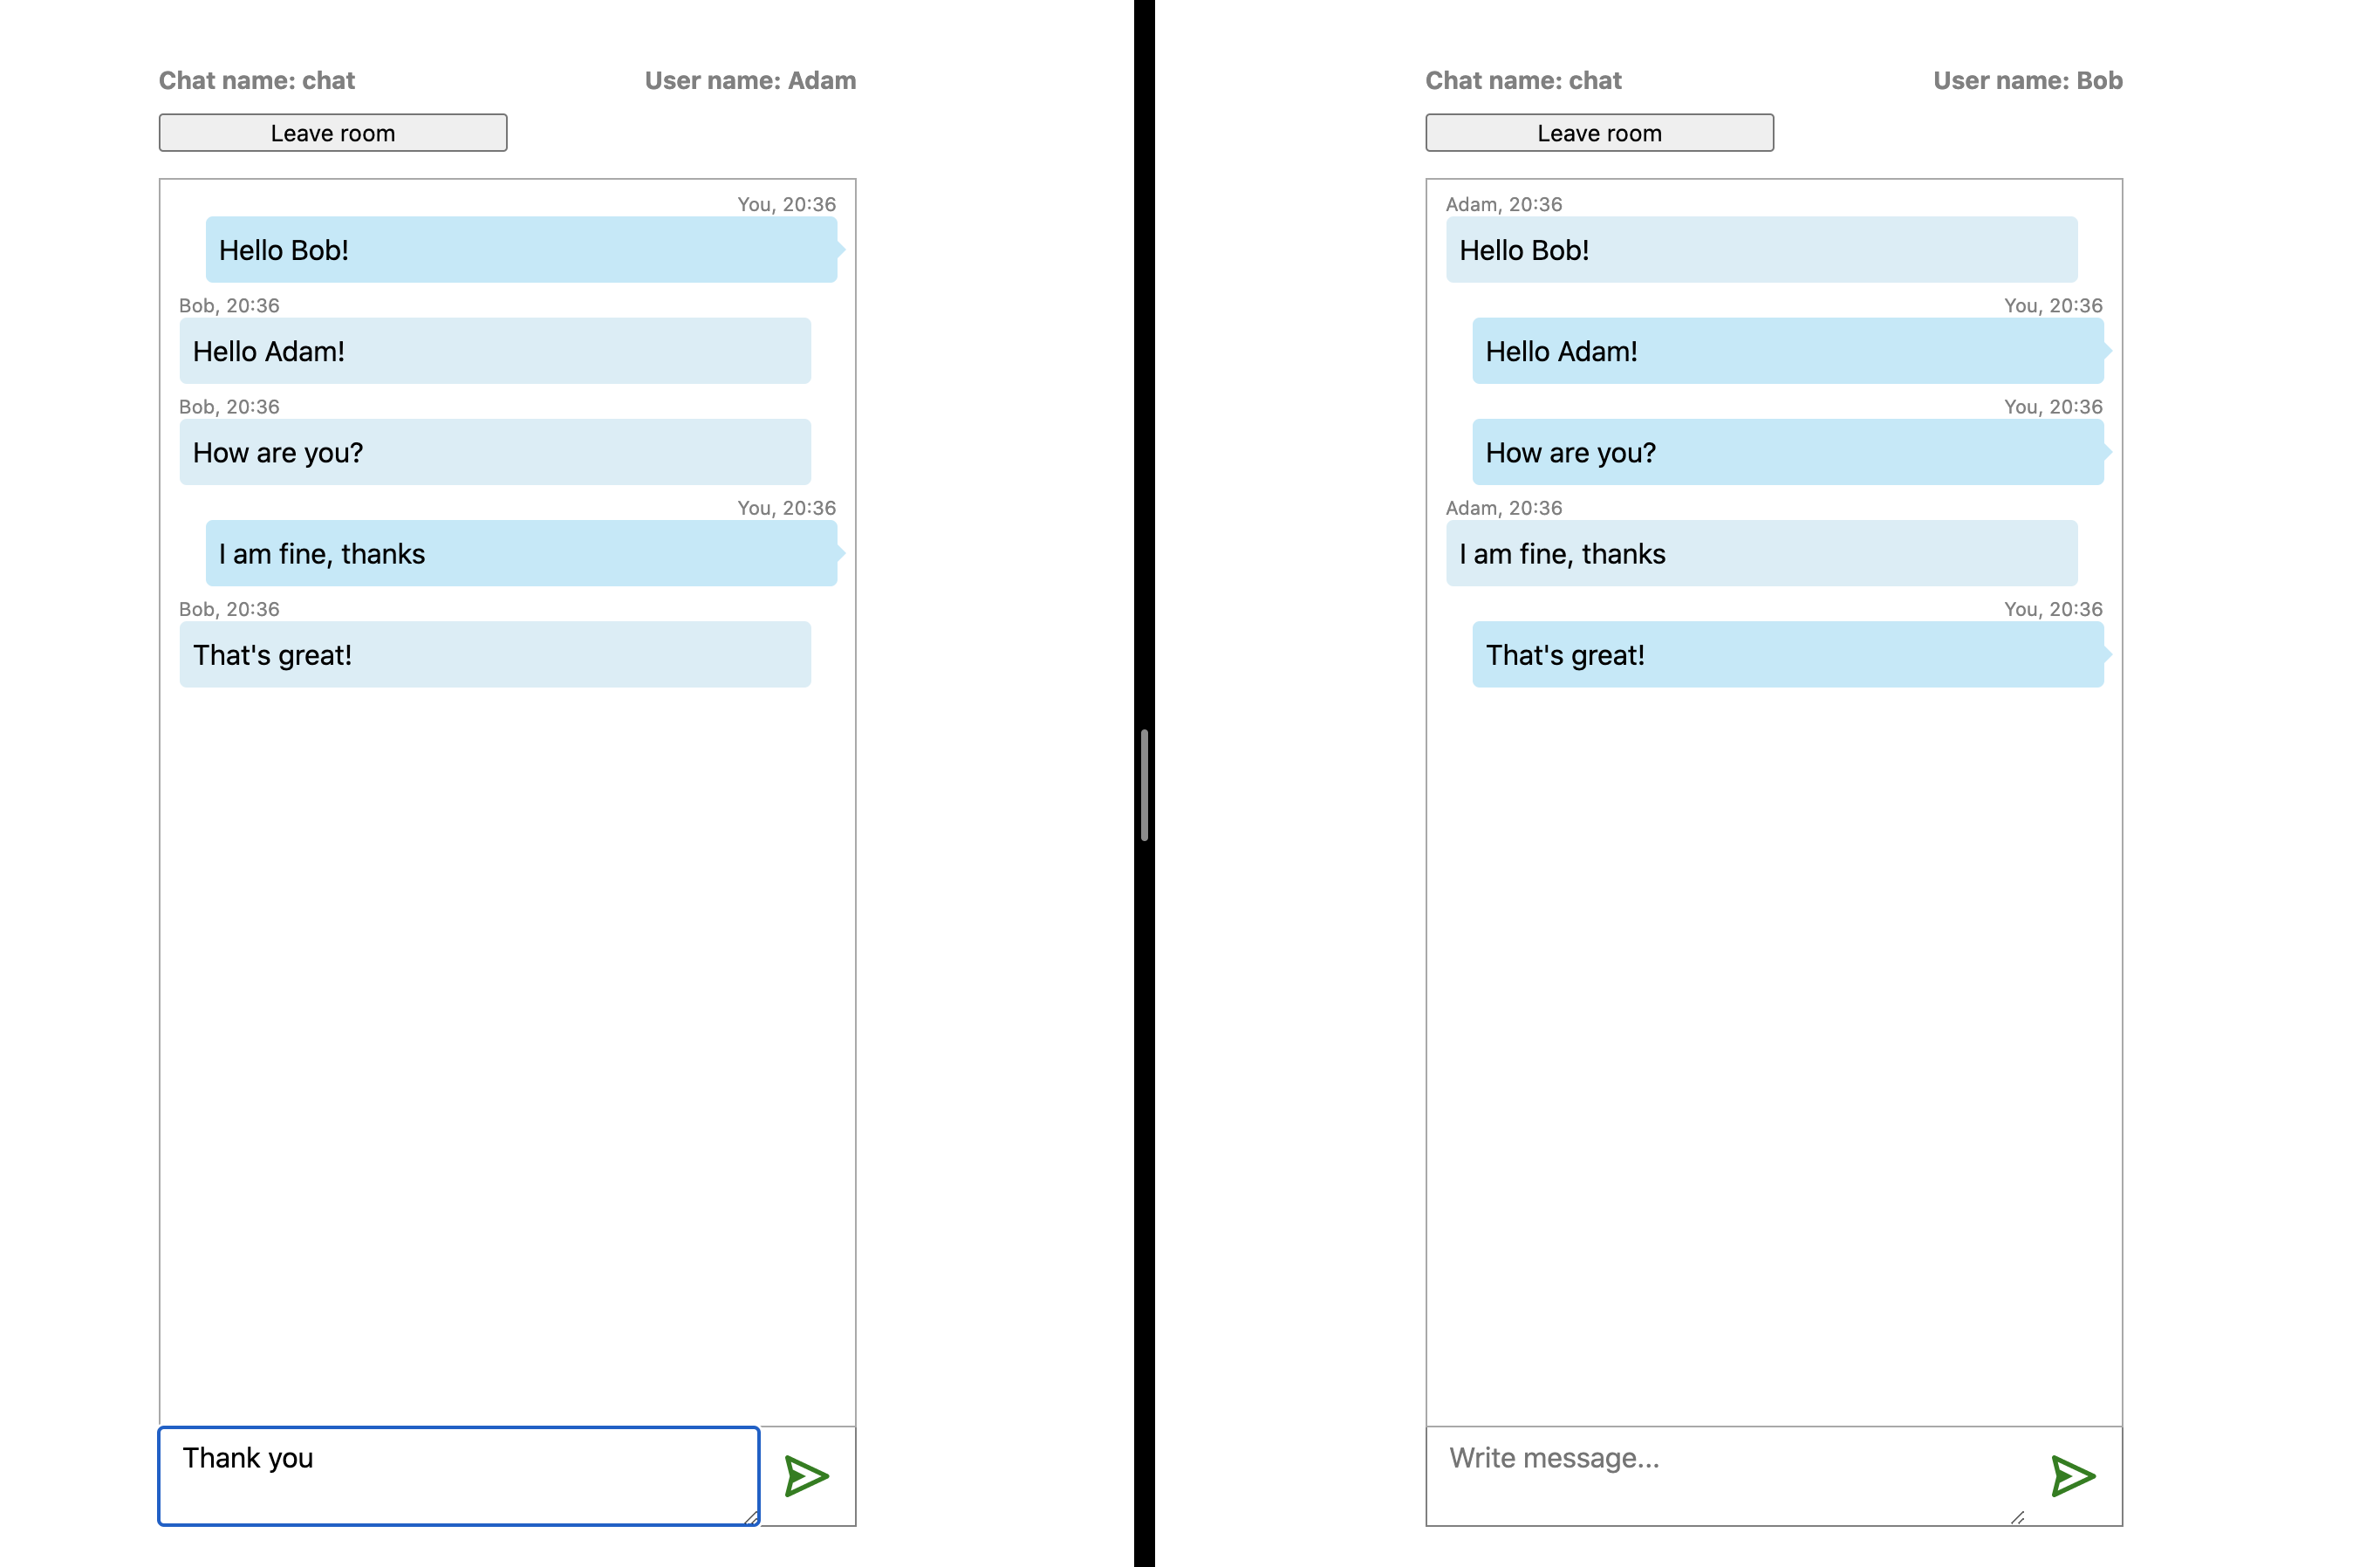 Chat name: chat
User name: Adam
Leave room
You, 20:36
Hello Bob!
Bob, 20:36
Hello Adam!
Bob, 20:36
How are you?
You, 20:36
I am fine, thanks
Bob, 20:36
That's great!
Thank you
Chat name: chat
User name: Bob
Leave room
Adam, 20:36
Hello Bob!
You, 20:36
Hello Adam!
You, 20:36
How are you?
Adam, 20:36
I am fine, thanks
You, 20:36
That's great!
Write message...